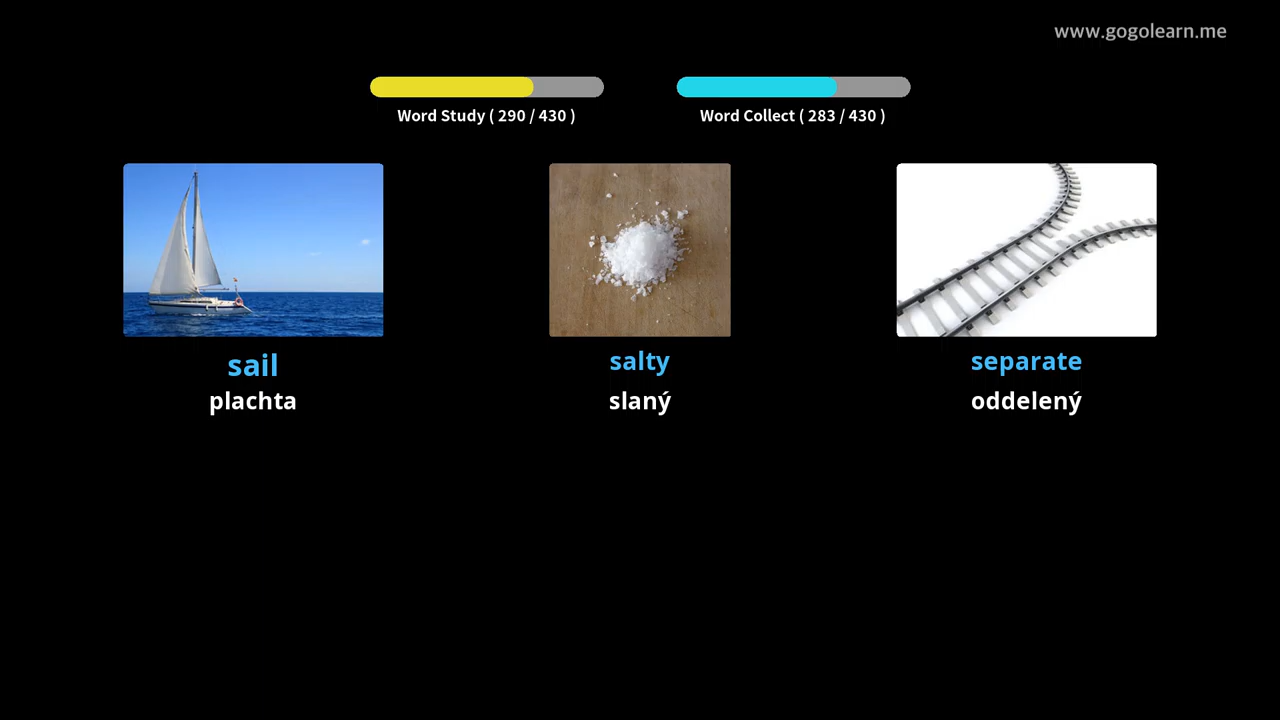 www.gogolearn.me
Word Study ( 290 / 430 )
Word Collect ( 283 / 430 )
sail
plachta
salty
slaný
separate
oddelený